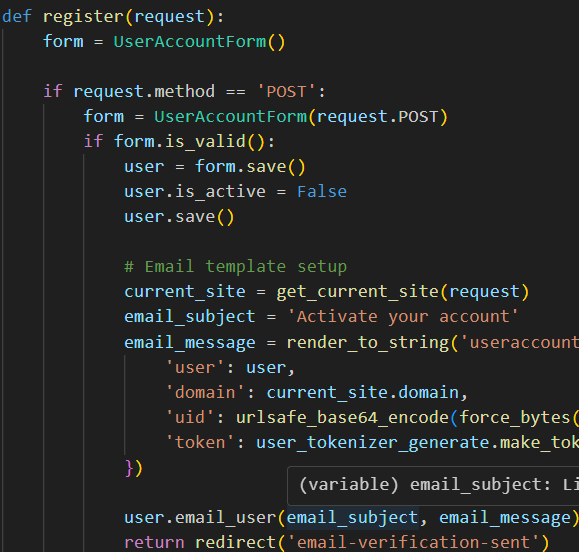 def register(request):
    form = UserAccountForm()

    if request.method == 'POST':
        form = UserAccountForm(request.POST)
        if form.is_valid():
            user = form.save()
            user.is_active = False
            user.save()

            # Email template setup
            current_site = get_current_site(request)
            email_subject = 'Activate your account'
            email_message = render_to_string('useraccount
                'user': user,
                'domain': current_site.domain,
                'uid': urlsafe_base64_encode(force_bytes(
                'token': user_tokenizer_generate.make_tok
            })
(variable) email_subject: Li
            user.email_user(email_subject, email_message)
            return redirect('email-verification-sent')